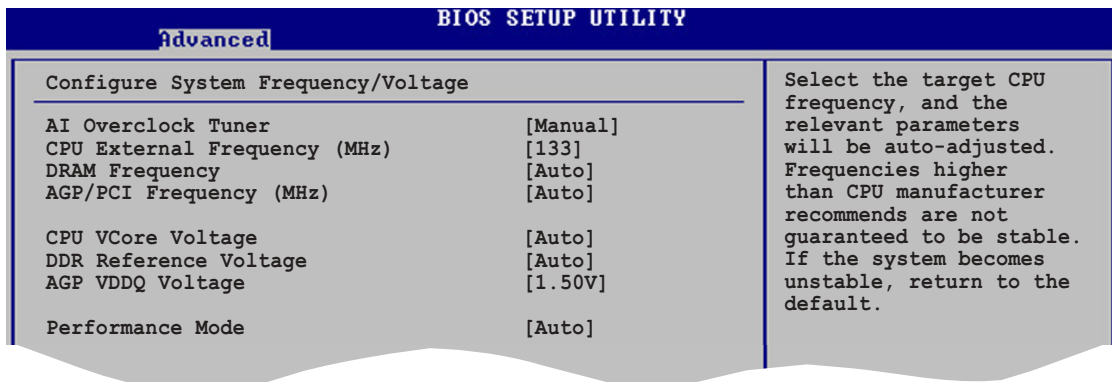 BIOS SETUP UTILITY
Advanced
Configure System Frequency/Voltage
AI Overclock Tuner [Manual]
CPU External Frequency (MHz) [133]
DRAM Frequency [Auto]
AGP/PCI Frequency (MHz) [Auto]
CPU VCore Voltage [Auto]
DDR Reference Voltage [Auto]
AGP VDDQ Voltage [1.50V]
Performance Mode [Auto]
Select the target CPU
frequency, and the
relevant parameters
will be auto-adjusted.
Frequencies higher
than CPU manufacturer
recommends are not
guaranteed to be stable.
If the system becomes
unstable, return to the
default.